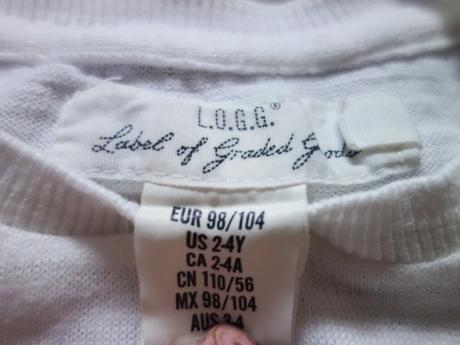 L.O.G.G.®
Label of Graded Goods
EUR 98/104
US 2-4Y
CA 2-4A
CN 110/56
MX 98/104
AUS 3-4